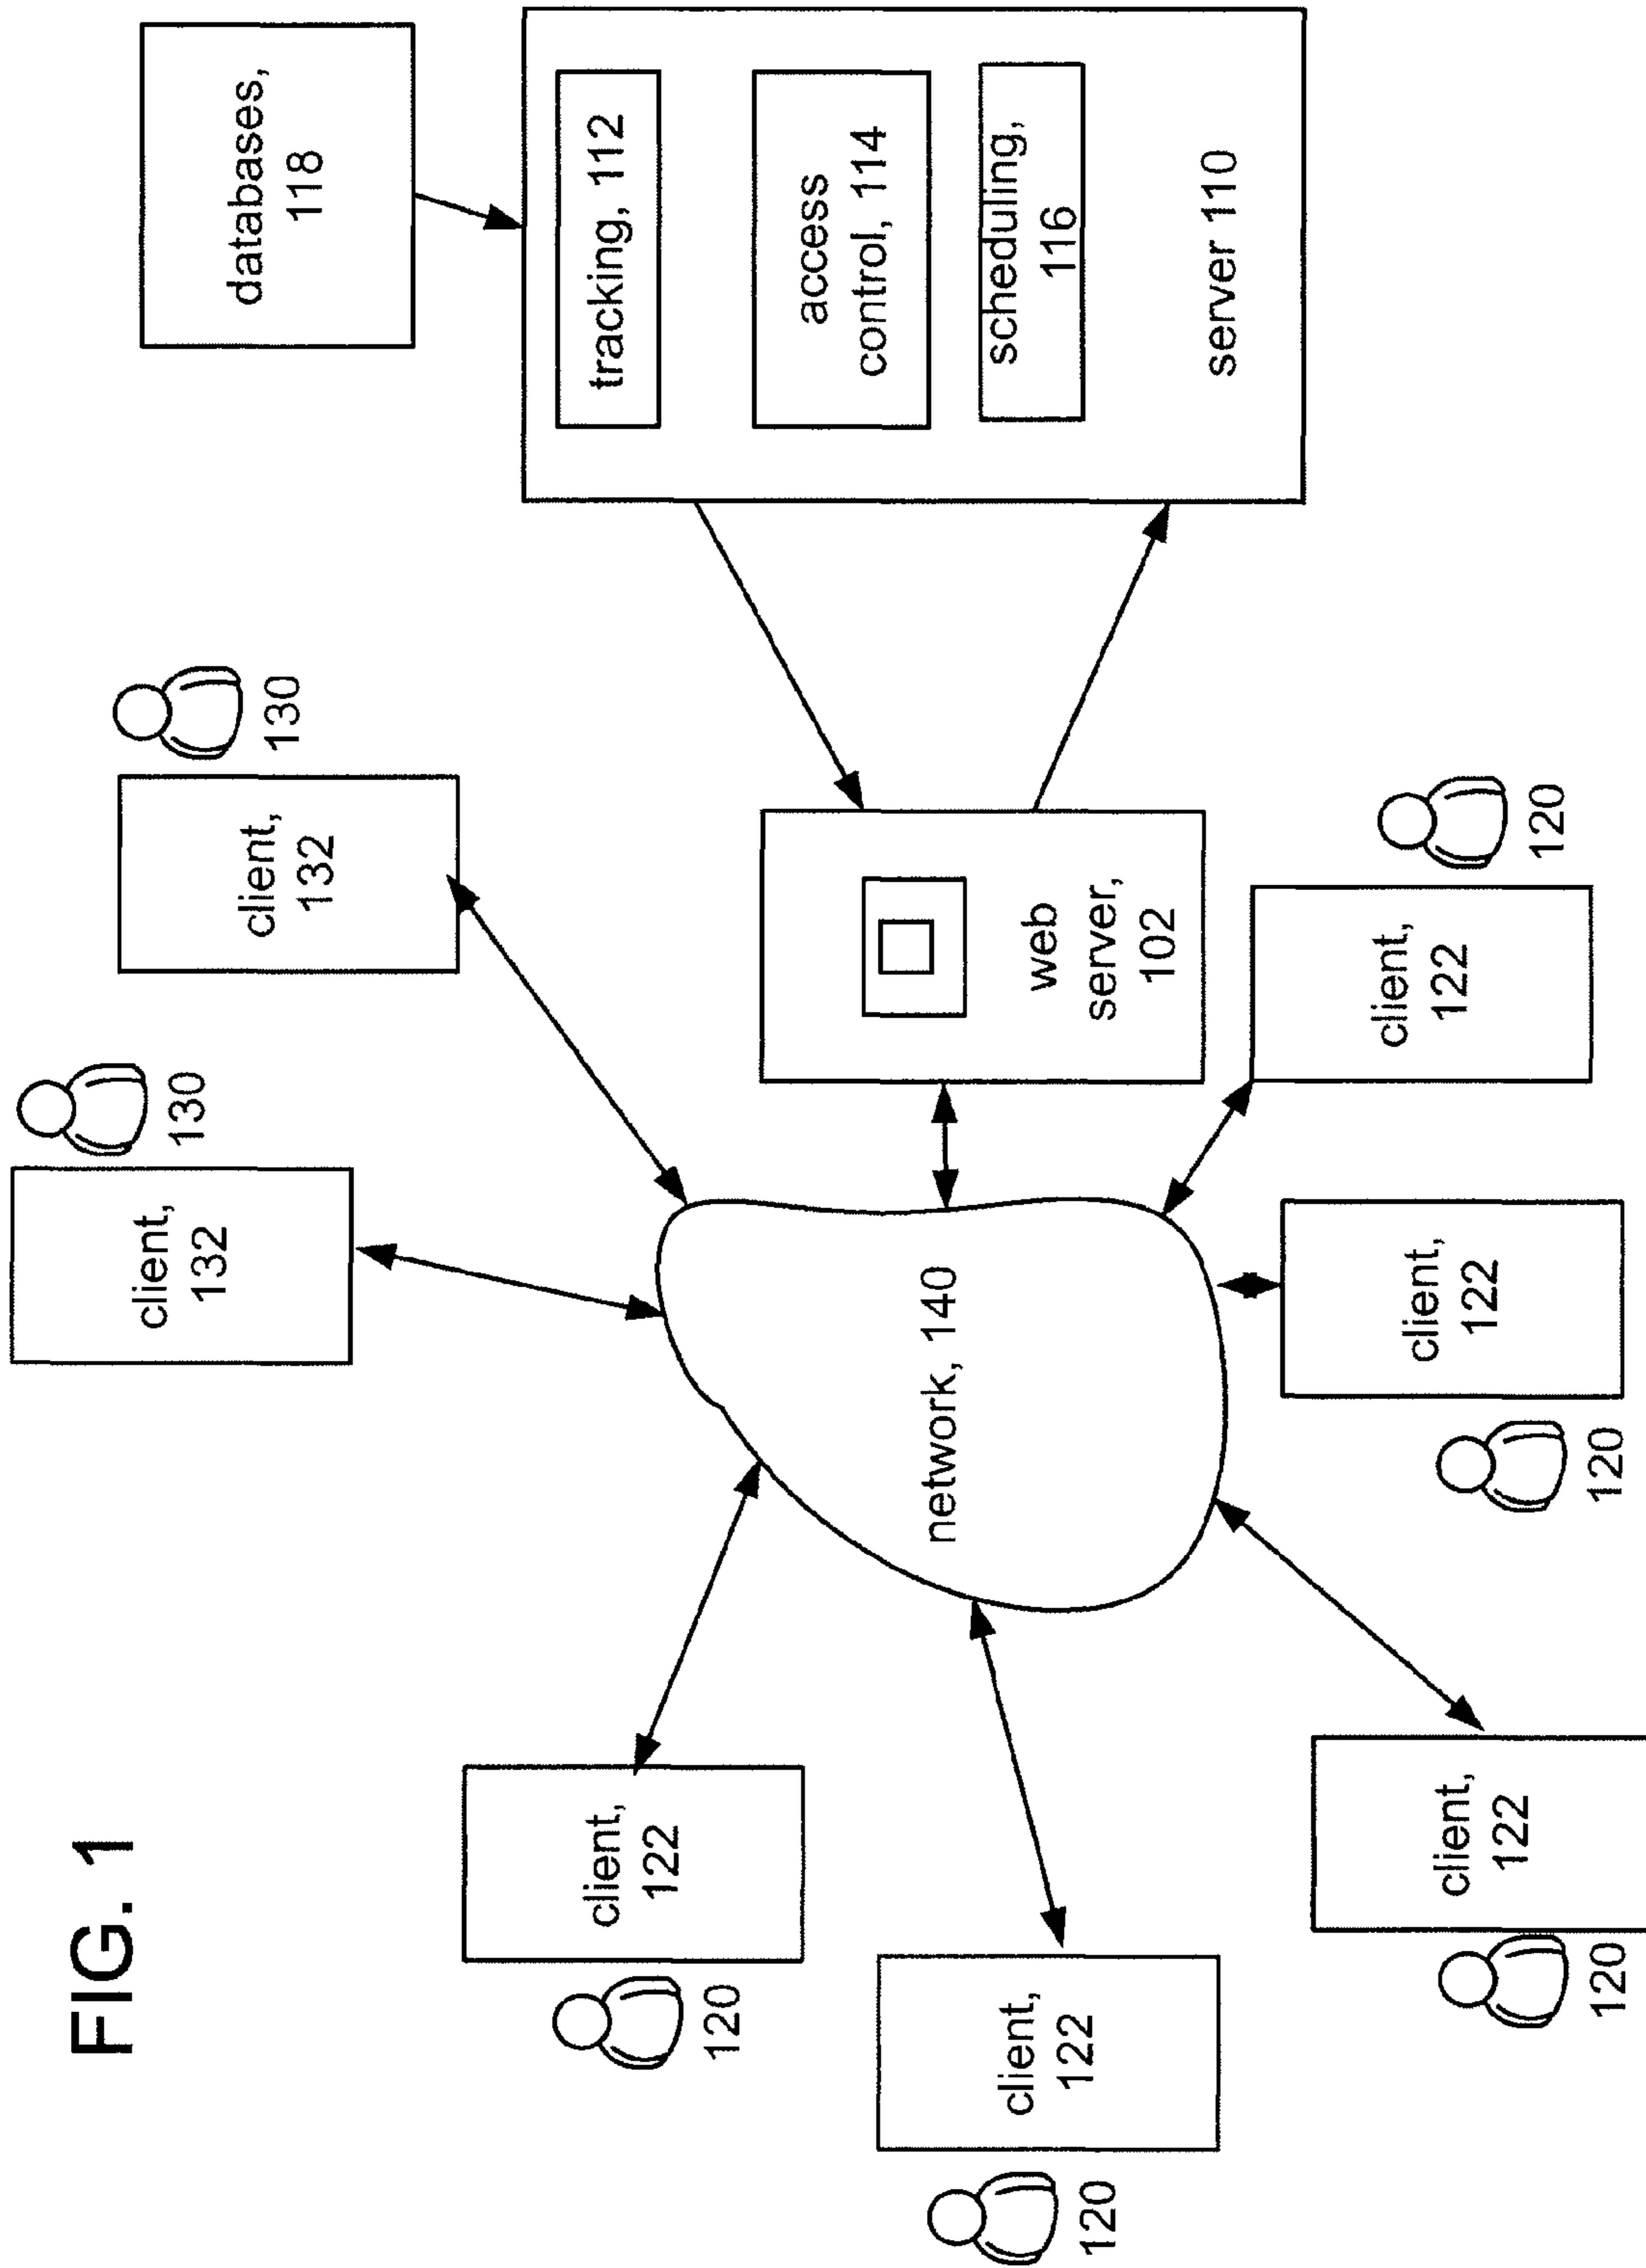 FIG. 1
client,
132
130
client,
132
130
databases,
118
client,
122
120
tracking, 112
access
control, 114
scheduling,
116
server 110
network, 140
web
server,
102
client,
122
120
client,
122
120
client,
122
120
client,
122
120